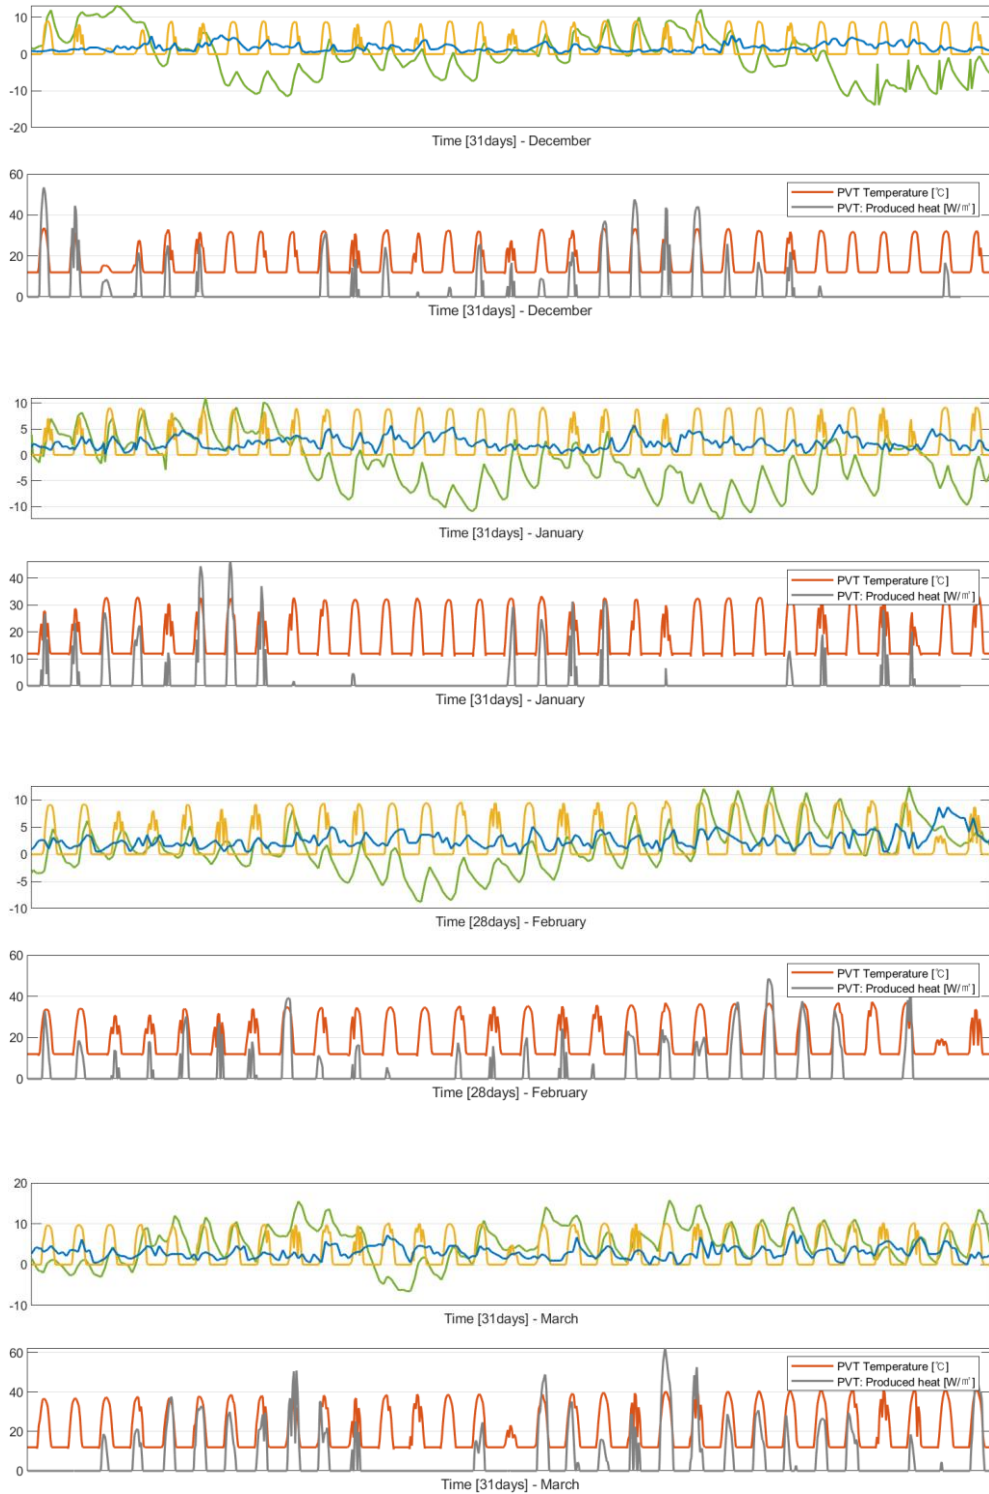 10
0
-10
-20
Time [31days] - December
60
40
20
0
PVT Temperature [℃]
PVT: Produced heat [W/㎡]
Time [31days] - December
10
5
0
-5
-10
Time [31days] - January
40
30
20
10
0
PVT Temperature [℃]
PVT: Produced heat [W/㎡]
Time [31days] - January
10
5
0
-5
-10
Time [28days] - February
60
40
20
0
PVT Temperature [℃]
PVT: Produced heat [W/㎡]
Time [28days] - February
20
10
0
-10
Time [31days] - March
60
40
20
0
PVT Temperature [℃]
PVT: Produced heat [W/㎡]
Time [31days] - March